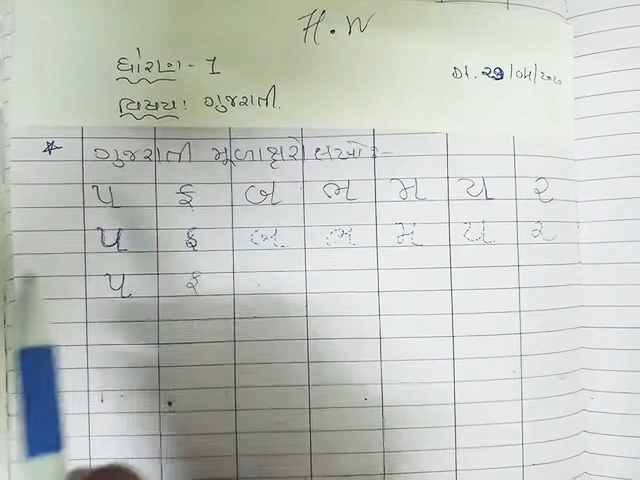 H.W
ધોરણ - 1
Dt. 29/04/2020
વિષય: ગુજરાતી.
* ગુજરાતી મૂળાક્ષરો લખો:-
પ ફ બ ભ મ ય ર
પ ફ બ ભ મ ય ર
પ ફ